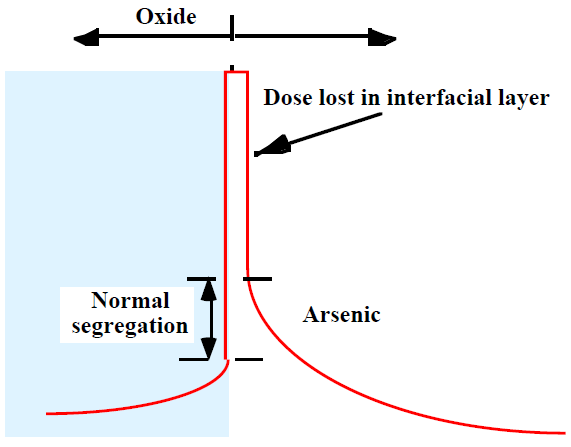 Oxide
Dose lost in interfacial layer
Normal
segregation
Arsenic